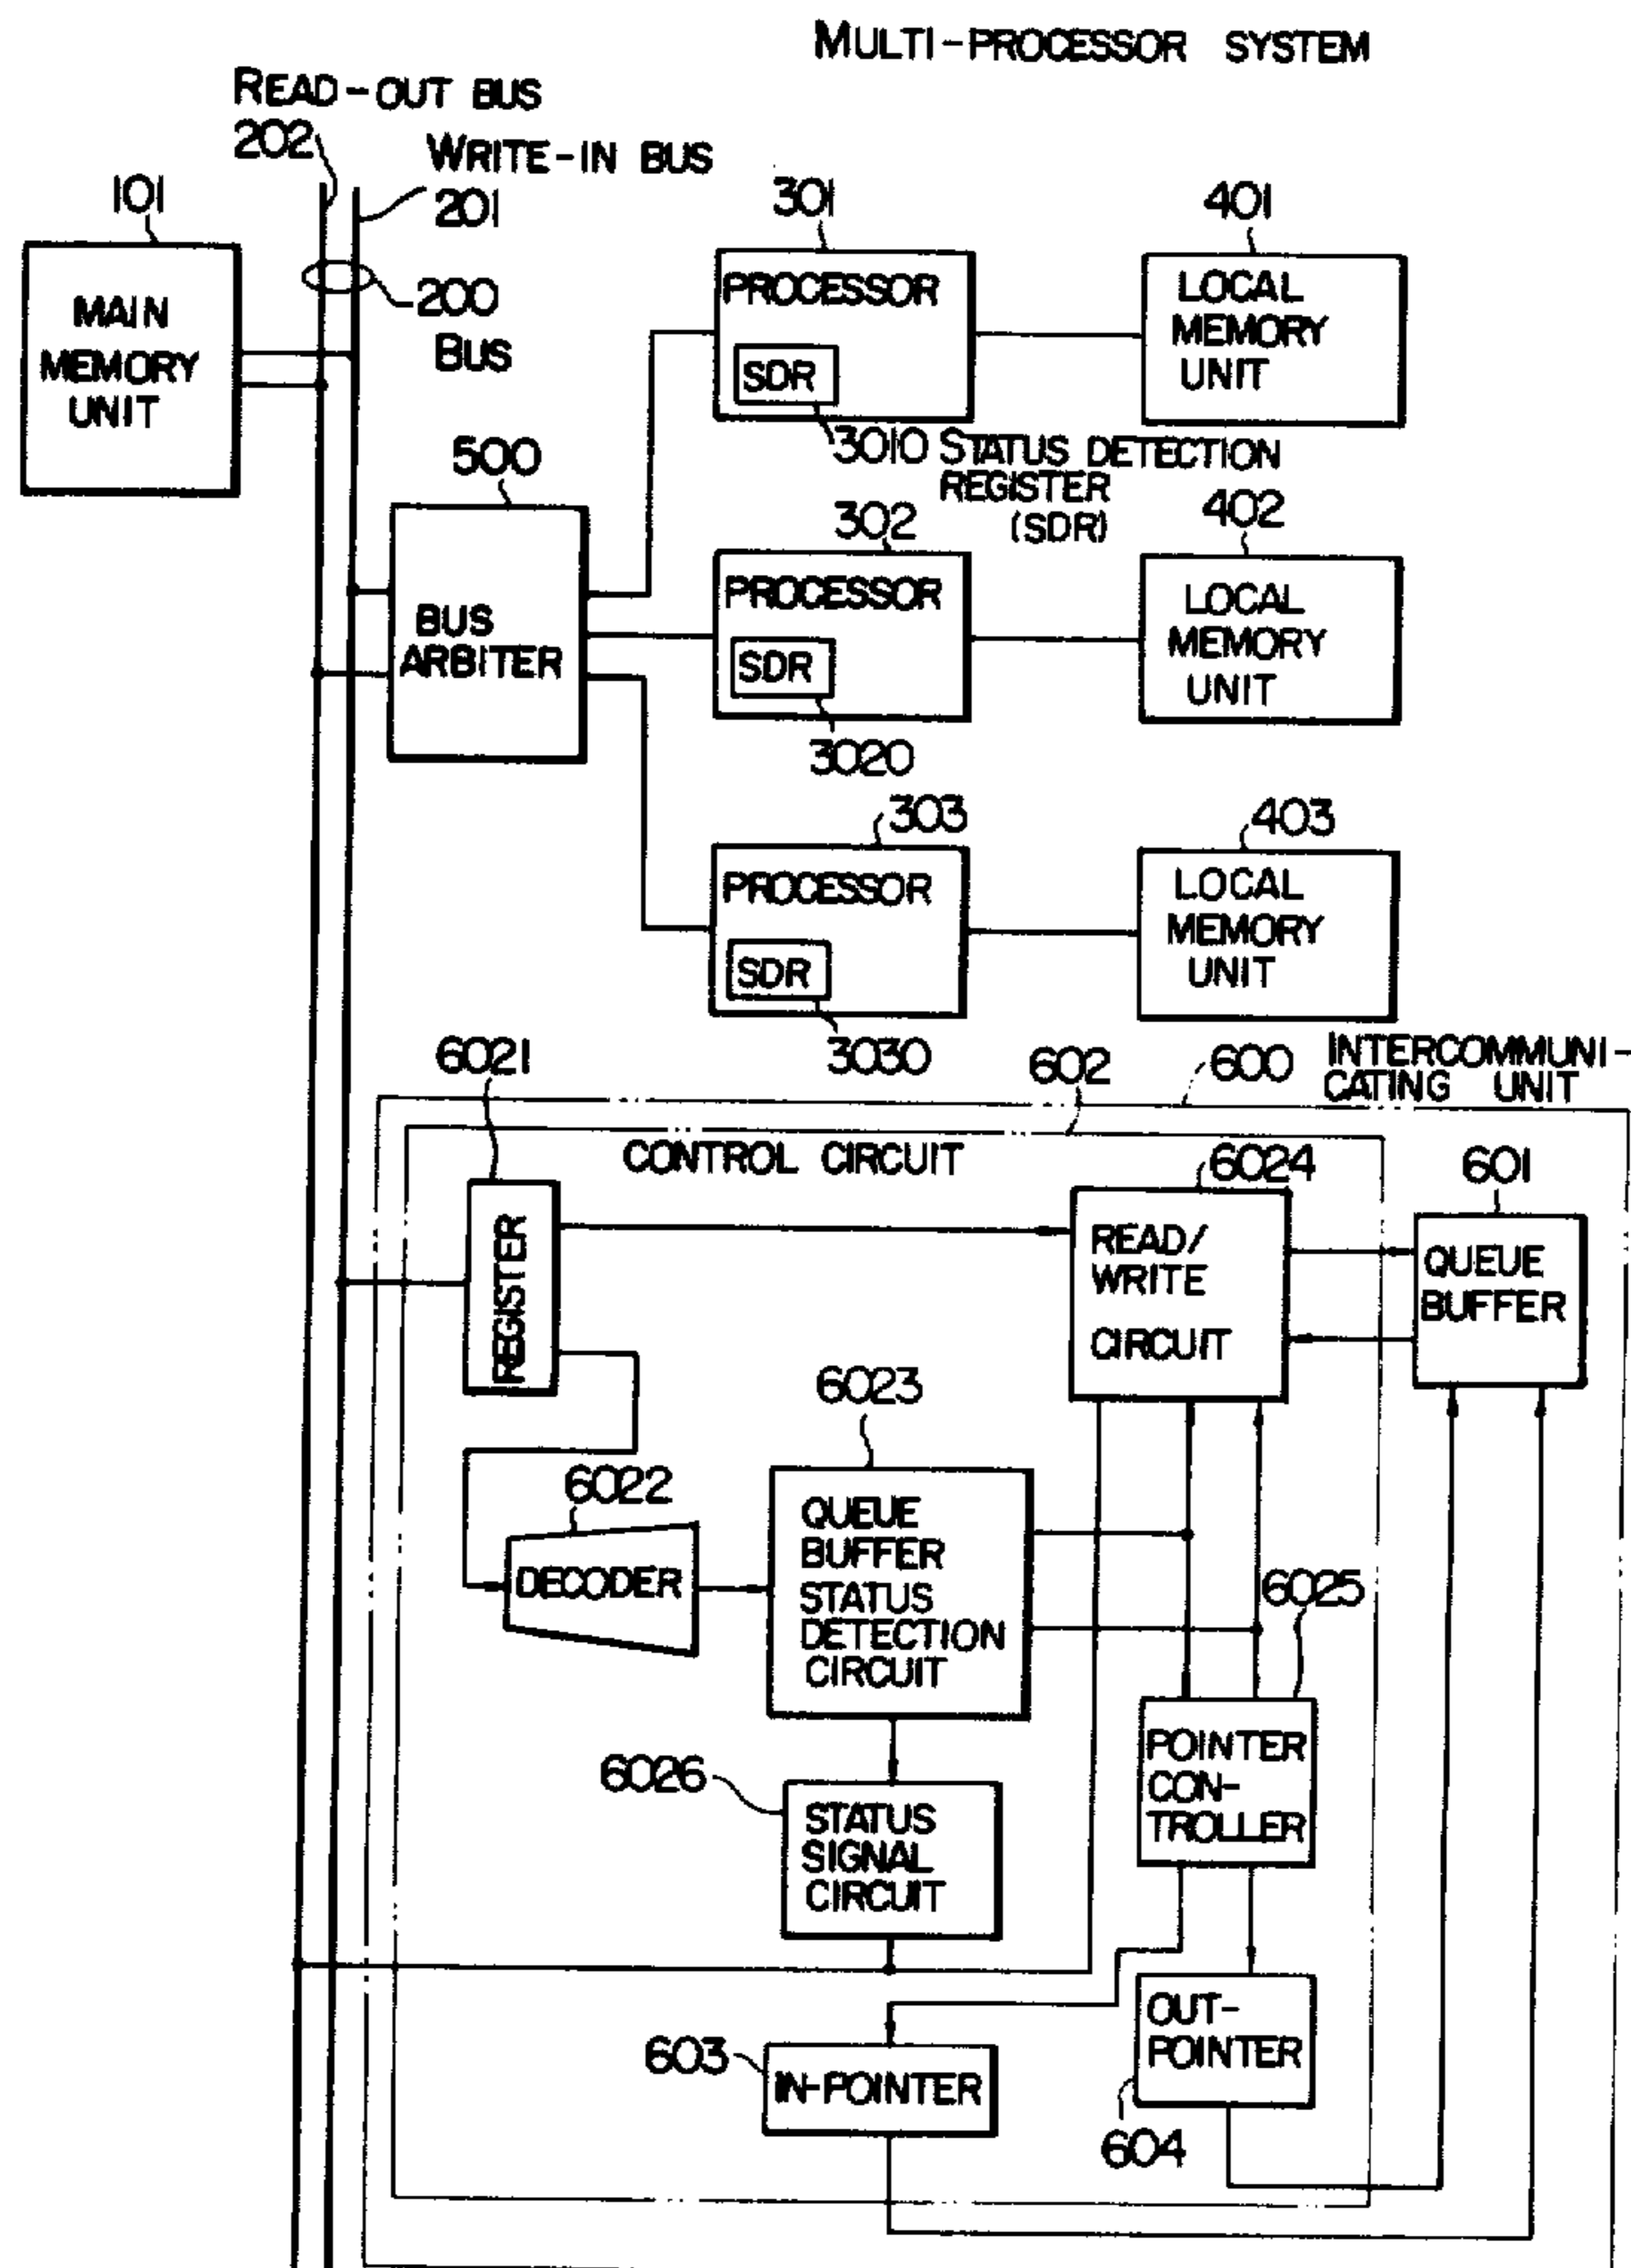 MULTI-PROCESSOR SYSTEM
READ-OUT BUS
202
WRITE-IN BUS
201
101
MAIN
MEMORY
UNIT
200
BUS
301
PROCESSOR
SDR
3010 STATUS DETECTION
REGISTER
(SDR)
401
LOCAL
MEMORY
UNIT
500
BUS
ARBITER
302
PROCESSOR
SDR
3020
402
LOCAL
MEMORY
UNIT
303
PROCESSOR
SDR
3030
403
LOCAL
MEMORY
UNIT
6021
602
600
INTERCOMMUNI-
CATING UNIT
CONTROL CIRCUIT
REGISTER
6024
READ/
WRITE
CIRCUIT
601
QUEUE
BUFFER
6022
DECODER
6023
QUEUE
BUFFER
STATUS
DETECTION
CIRCUIT
6025
POINTER
CON-
TROLLER
6026
STATUS
SIGNAL
CIRCUIT
603
IN-POINTER
OUT-
POINTER
604